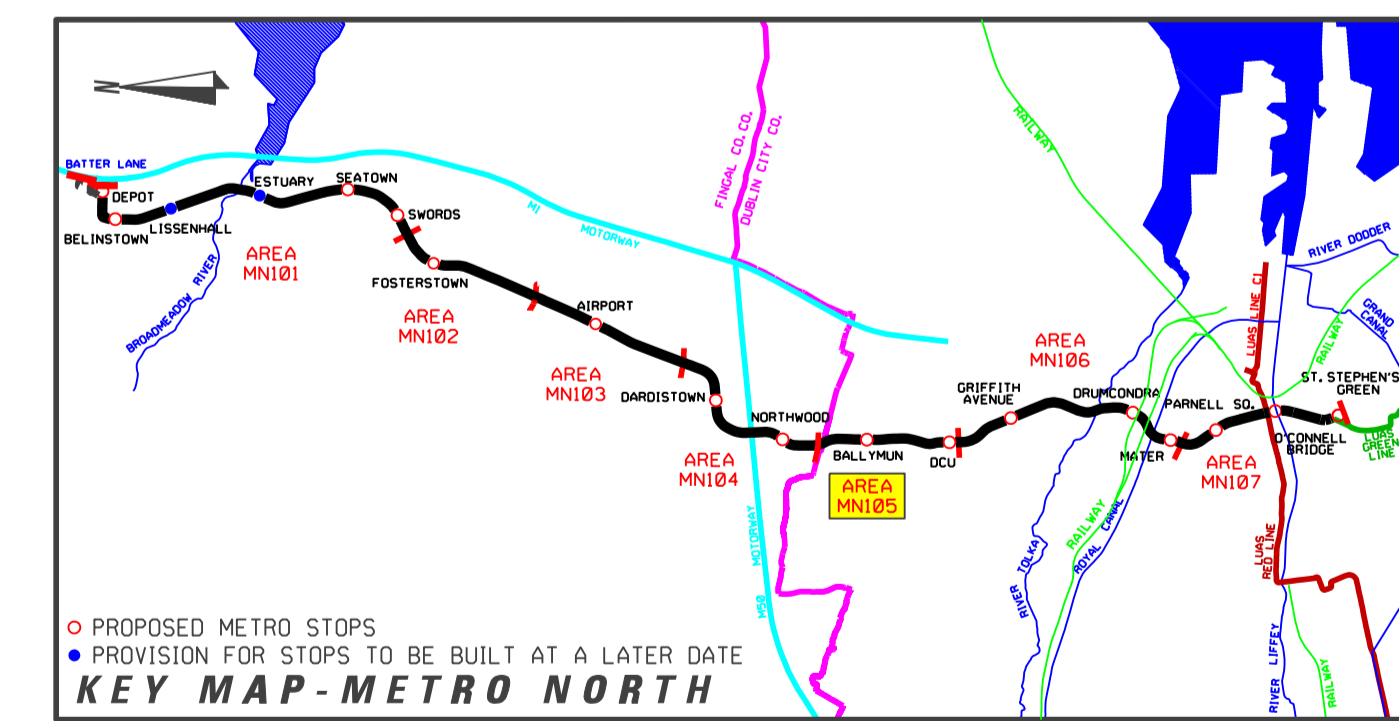 N
BATTER LANE
DEPOT
BELINSTOWN
LISSENHALL
ESTUARY
SEATOWN
SWORDS
BROADMEADOW RIVER
AREA
MN101
FOSTERSTOWN
AREA
MN102
AIRPORT
AREA
MN103
M1
MOTORWAY
FINGAL CO. CO.
DUBLIN CITY CO.
DARDISTOWN
NORTHWOOD
AREA
MN104
MOTORWAY
M50
BALLYMUN
AREA
MN105
DCU
GRIFFITH
AVENUE
AREA
MN106
DRUMCONDRA
MATER
PARNELL SQ.
AREA
MN107
RAILWAY
RIVER TOLKA
RAILWAY
ROYAL CANAL
LUAS LINE C1
RIVER DODDER
GRAND
CANAL
RAILWAY
ST. STEPHEN'S
GREEN
O'CONNELL
BRIDGE
LUAS
GREEN
LINE
LUAS
RED LINE
RIVER LIFFEY
RAILWAY
PROPOSED METRO STOPS
PROVISION FOR STOPS TO BE BUILT AT A LATER DATE
KEY MAP-METRO NORTH